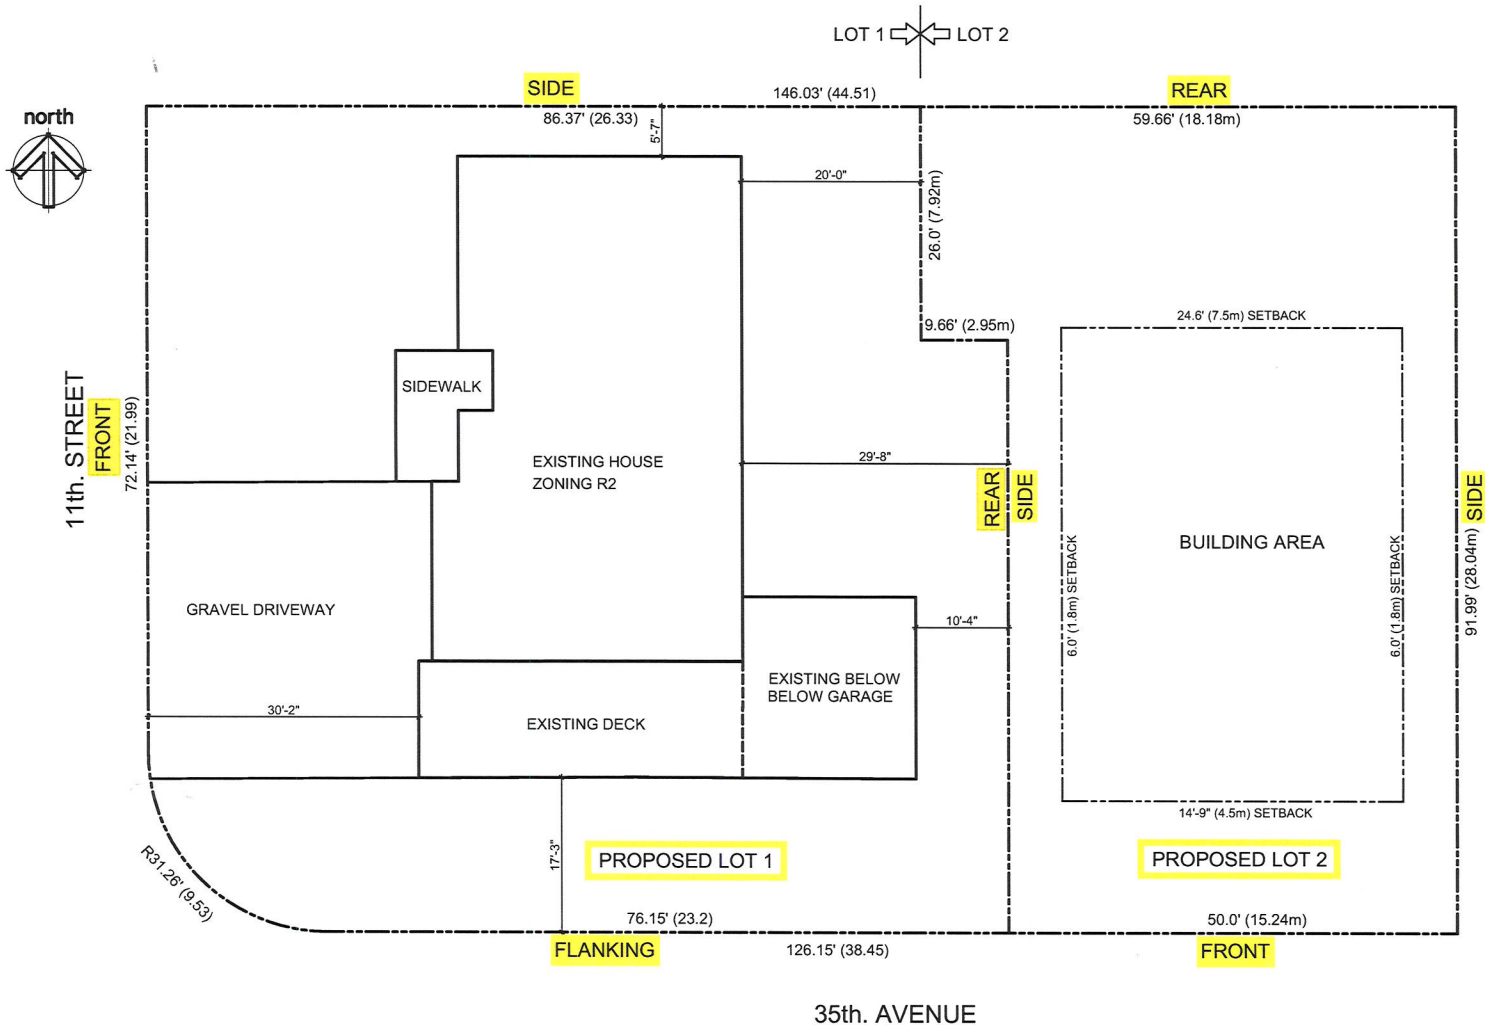 LOT 1 LOT 2
SIDE
REAR
146.03' (44.51)
north
86.37' (26.33)
5'-7"
59.66' (18.18m)
20'-0"
26.0' (7.92m)
24.6' (7.5m) SETBACK
9.66' (2.95m)
SIDEWALK
11th. STREET
FRONT
72.14' (21.99)
EXISTING HOUSE
ZONING R2
29'-8"
REAR
SIDE
SIDE
91.99' (28.04m)
BUILDING AREA
6.0' (1.8m) SETBACK
6.0' (1.8m) SETBACK
GRAVEL DRIVEWAY
10'-4"
EXISTING BELOW
BELOW GARAGE
30'-2"
EXISTING DECK
14'-9" (4.5m) SETBACK
17'-3"
PROPOSED LOT 1
PROPOSED LOT 2
R31.26' (9.53)
76.15' (23.2)
50.0' (15.24m)
FLANKING
126.15' (38.45)
FRONT
35th. AVENUE